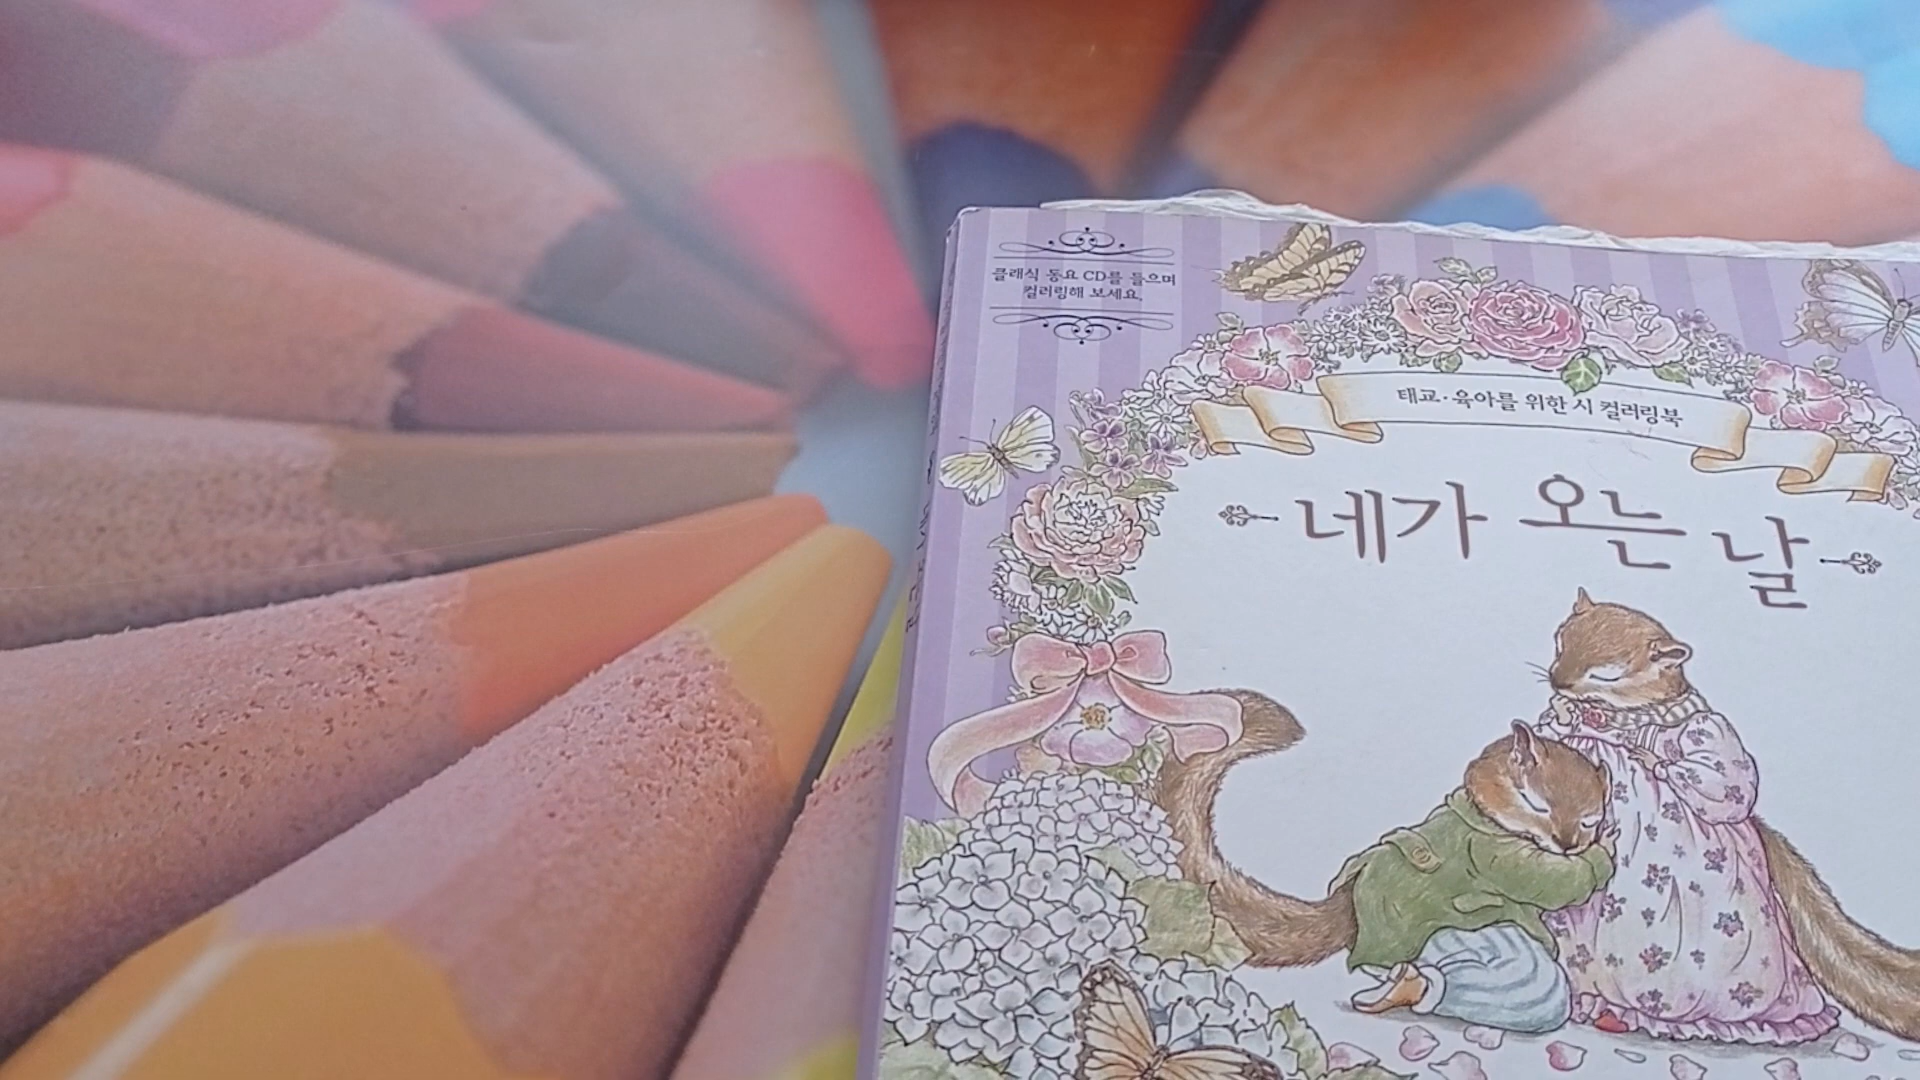 클래식 동요 CD를 들으며
컬러링해 보세요.
태교·육아를 위한 시 컬러링북
네가 오는 날